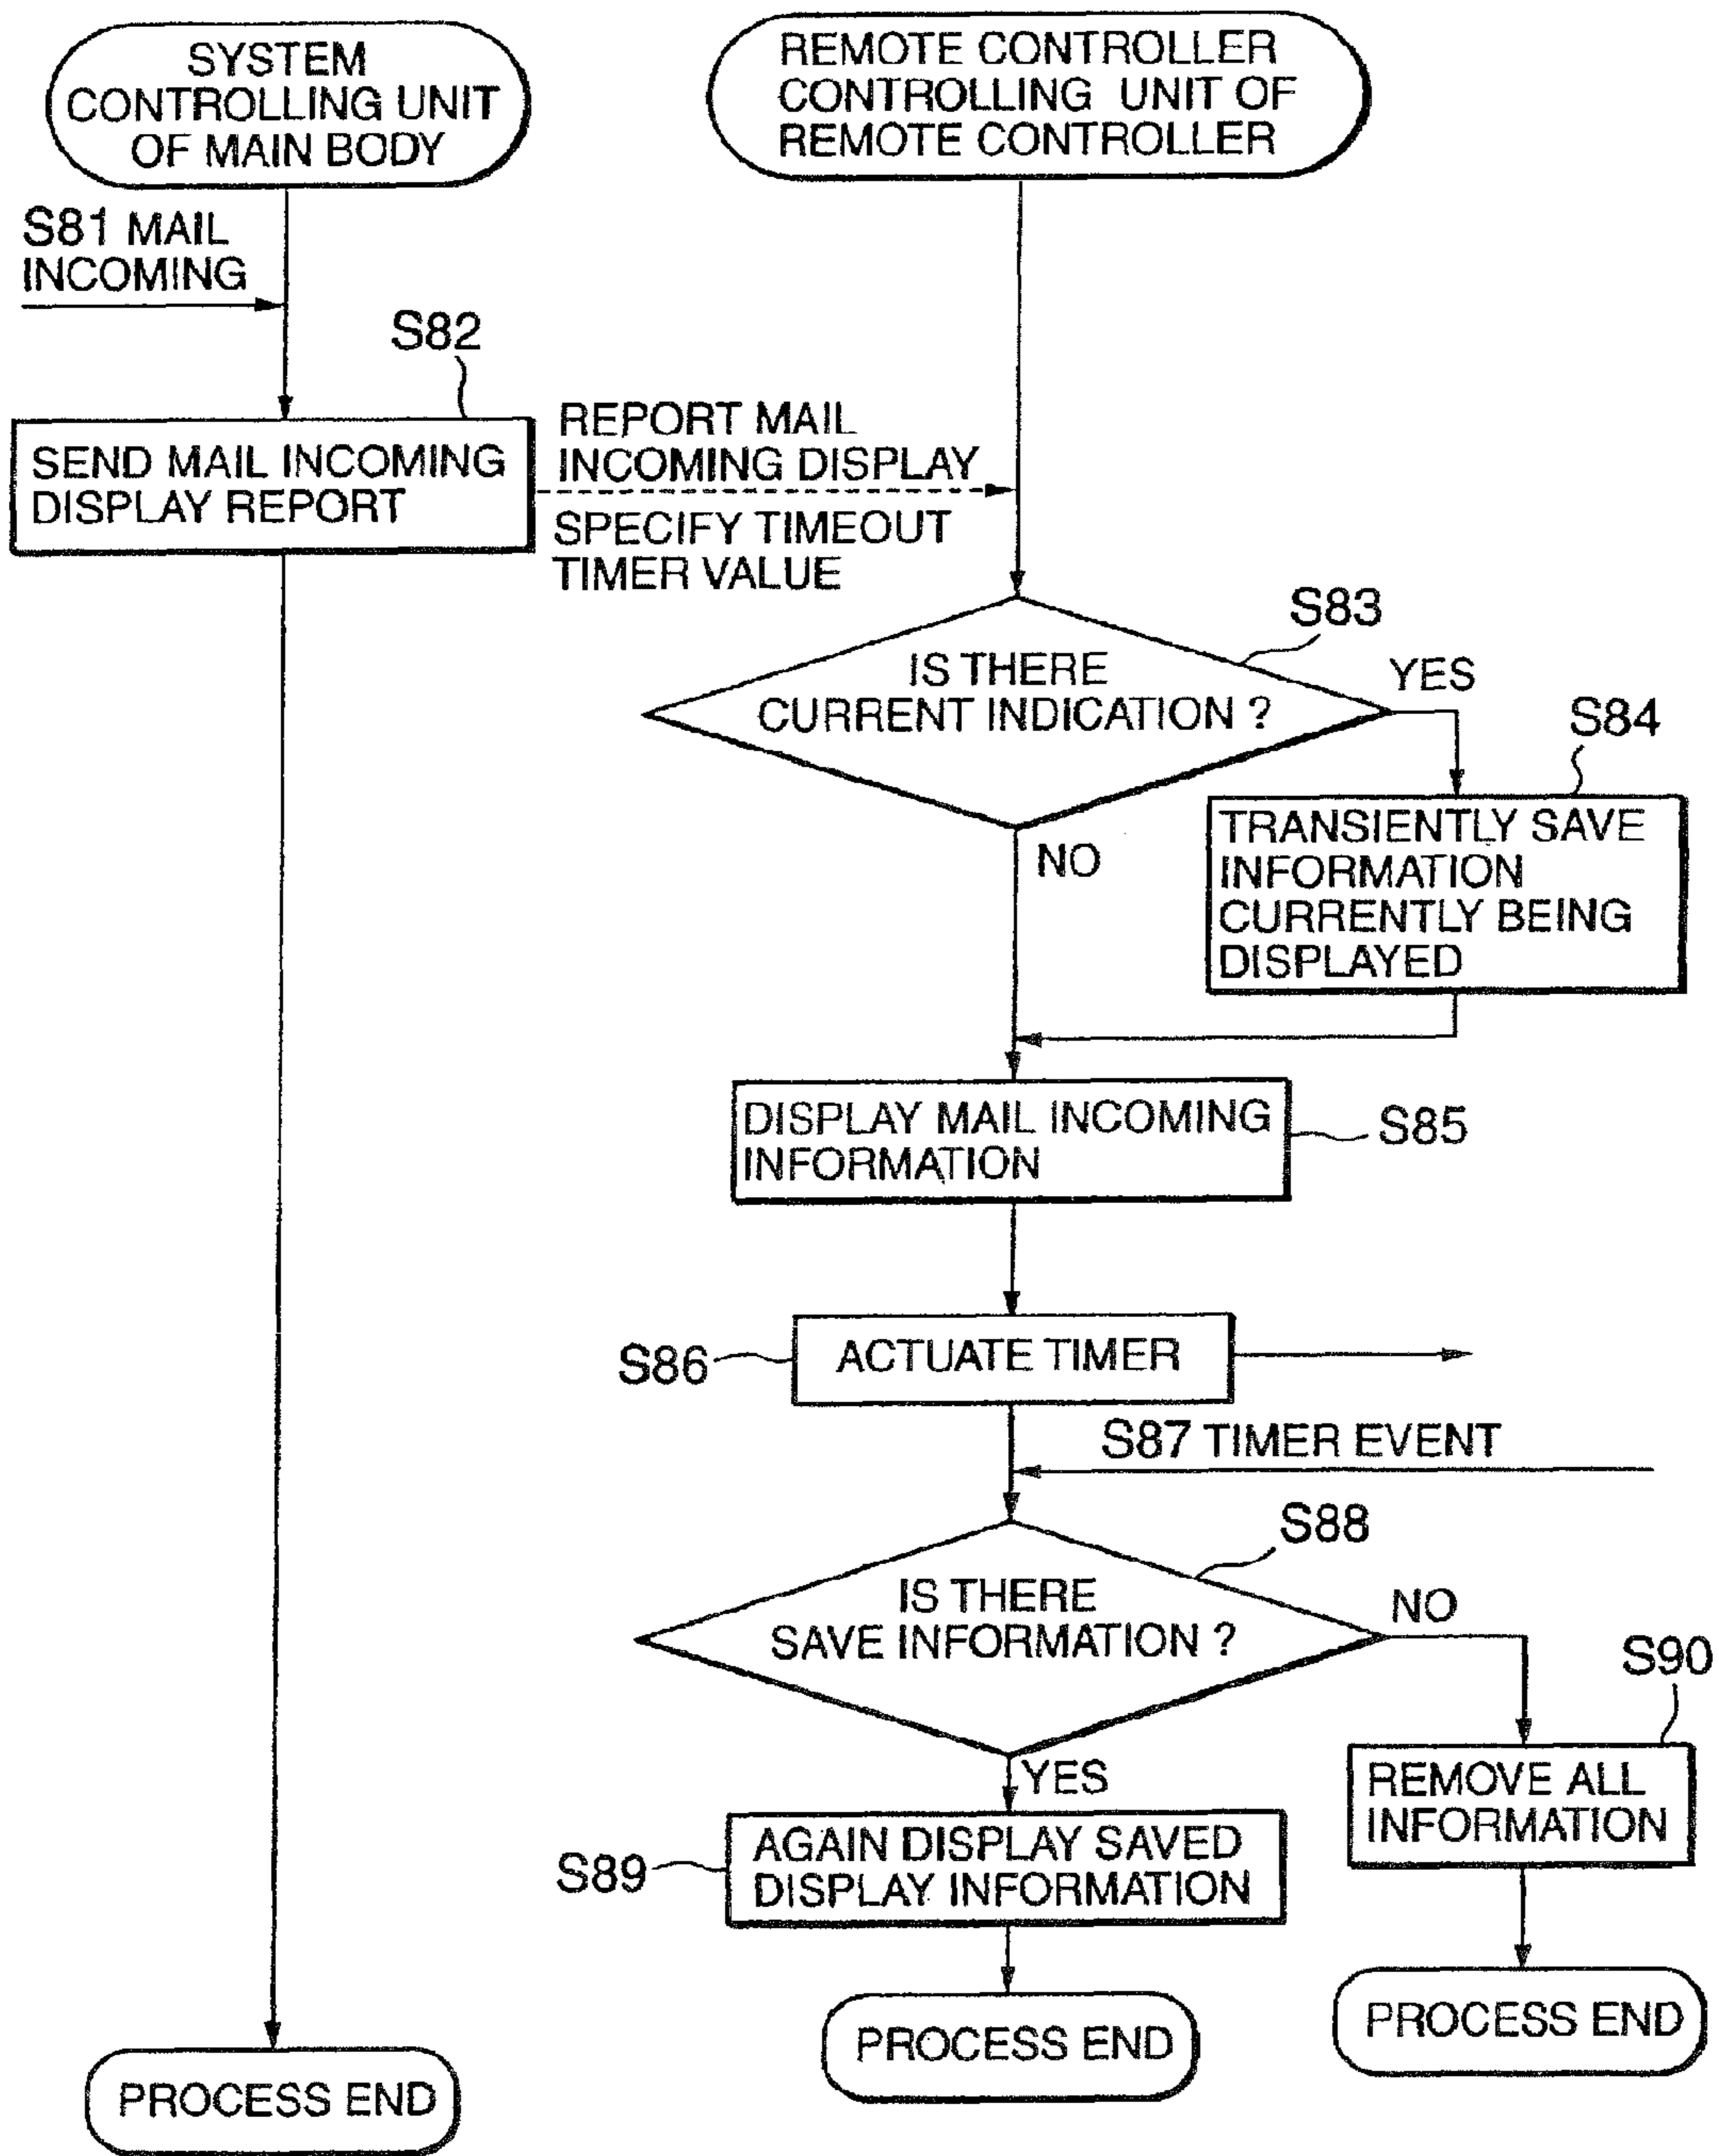 SYSTEM
CONTROLLING UNIT
OF MAIN BODY
REMOTE CONTROLLER
CONTROLLING UNIT OF
REMOTE CONTROLLER
S81 MAIL
INCOMING
S82
SEND MAIL INCOMING
DISPLAY REPORT
REPORT MAIL
INCOMING DISPLAY
SPECIFY TIMEOUT
TIMER VALUE
S83
IS THERE
CURRENT INDICATION ?
YES
S84
TRANSIENTLY SAVE
INFORMATION
CURRENTLY BEING
DISPLAYED
NO
DISPLAY MAIL INCOMING
INFORMATION
S85
S86
ACTUATE TIMER
S87 TIMER EVENT
S88
IS THERE
SAVE INFORMATION ?
NO
S90
REMOVE ALL
INFORMATION
YES
S89
AGAIN DISPLAY SAVED
DISPLAY INFORMATION
PROCESS END
PROCESS END
PROCESS END